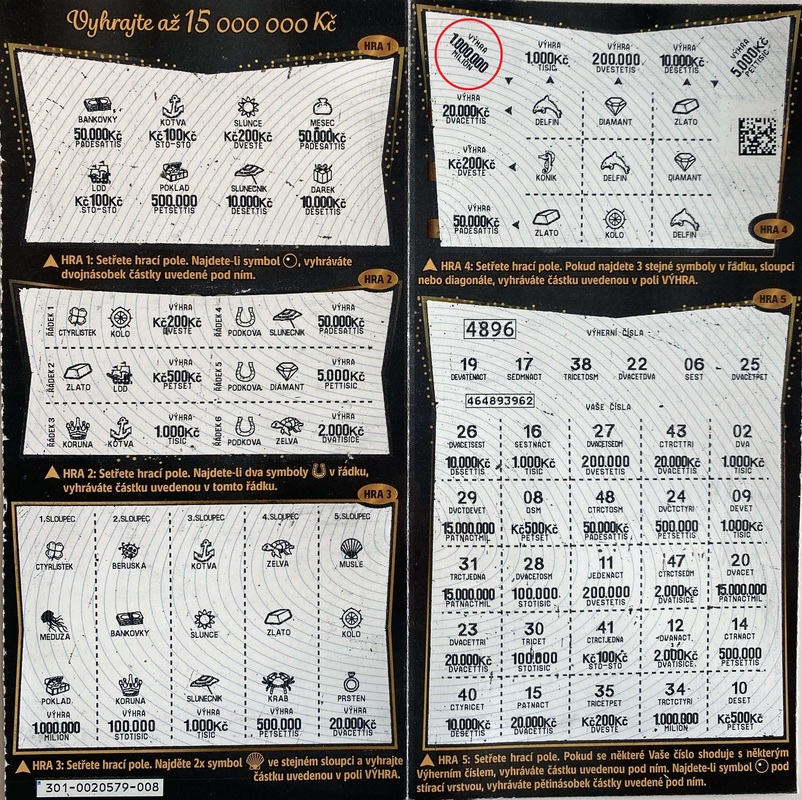 Vyhrajte až 15 000 000 Kč
HRA 1
BANKOVKY KOTVA SLUNCE MESEC
50.000Kč Kč100Kč Kč200Kč 50.000Kč
PADESATTIS STO-STO DVESTE PADESATTIS
LOD POKLAD SLUNECNIK DAREK
Kč100Kč 500.000 10.000Kč 10.000Kč
.STO-STO PETSETTIS DESETTIS DESETTIS
HRA 1: Setřete hrací pole. Najdete-li symbol , vyhráváte
dvojnásobek částky uvedené pod ním.
HRA 2
ŘÁDEK 1 CTYRLISTEK KOLO VÝHRA Kč200Kč DVESTE ŘÁDEK 4 PODKOVA SLUNECNIK VÝHRA 50.000Kč PADESATTIS
ŘÁDEK 2 ZLATO LOD VÝHRA Kč500Kč PETSET ŘÁDEK 5 PODKOVA DIAMANT VÝHRA 5.000Kč PETTISIC
ŘÁDEK 3 KORUNA KOTVA VÝHRA 1.000Kč TISIC ŘÁDEK 6 PODKOVA ZELVA VÝHRA 2.000Kč DVATISICE
HRA 2: Setřete hrací pole. Najdete-li dva symboly v řádku,
vyhráváte částku uvedenou v tomto řádku.
HRA 3
1.SLOUPEC 2.SLOUPEC 3.SLOUPEC 4.SLOUPEC 5.SLOUPEC
CTYRLISTEK BERUSKA KOTVA ZELVA MUSLE
MEDUZA BANKOVKY SLUNCE ZLATO KOLO
POKLAD KORUNA SLUNECNIK KRAB PRSTEN
VÝHRA VÝHRA VÝHRA VÝHRA VÝHRA
1.000.000 100.000 1.000Kč 500.000 20.000Kč
MILION STOTISIC TISIC PETSETTIS DVACETTIS
HRA 3: Setřete hrací pole. Najděte 2x symbol ve stejném sloupci a vyhrajte
částku uvedenou v poli VÝHRA.
301-0020579-008
VÝHRA VÝHRA VÝHRA VÝHRA VÝHRA
1.000.000 1.000Kč 200.000 10.000Kč 5.000Kč
MILION TISIC DVESTETIS DESETTIS PETTISIC
VÝHRA 20.000Kč DVACETTIS DELFIN DIAMANT ZLATO
VÝHRA Kč200Kč DVESTE KONIK DELFIN DIAMANT
VÝHRA 50.000Kč PADESATTIS ZLATO KOLO DELFIN
HRA 4
HRA 4: Setřete hrací pole. Pokud najdete 3 stejné symboly v řádku, sloupci
nebo diagonále, vyhráváte částku uvedenou v poli VÝHRA.
HRA 5
4896 VÝHERNÍ ČÍSLA
19 17 38 22 06 25
DEVATENACT SEDMNACT TRICETOSM DVACETDVA SEST DVACETPET
464893962 VAŠE ČÍSLA
26 16 27 43 02
DVACETSEST SESTNACT DVACETSEDM CTRCTTRI DVA
10.000Kč 1.000Kč 200.000 20.000Kč 1.000Kč
DESETTIS TISIC DVESTETIS DVACETTIS TISIC
29 08 48 24 09
DVCTDEVET OSM CTRCTOSM DVCTCTYRI DEVET
15.000.000 Kč500Kč 50.000Kč 500.000 1.000Kč
PATNACTMIL PETSET PADESATTIS PETSETTIS TISIC
31 28 11 47 20
TRCTJEDNA DVACETOSM JEDENACT CTRCTSEDM DVACET
15.000.000 100.000 200.000 2.000Kč 15.000.000
PATNACTMIL STOTISIC DVESTETIS DVATISICE PATNACTMIL
23 30 41 12 14
DVACETTRI TRICET CTRCTJEDNA DVANACT CTRNACT
20.000Kč 100.000 Kč100Kč 2.000Kč 500.000
DVACETTIS STOTISIC STO-STO DVATISICE PETSETTIS
40 15 35 34 10
CTYRICET PATNACT TRICETPET TRCTCTYRI DESET
10.000Kč 20.000Kč Kč200Kč 1.000.000 Kč500Kč
DESETTIS DVACETTIS DVESTE MILION PETSET
HRA 5: Setřete hrací pole. Pokud se některé Vaše číslo shoduje s některým
Výherním číslem, vyhráváte částku uvedenou pod ním. Najdete-li symbol pod
stírací vrstvou, vyhráváte pětinásobek částky uvedené pod ním.